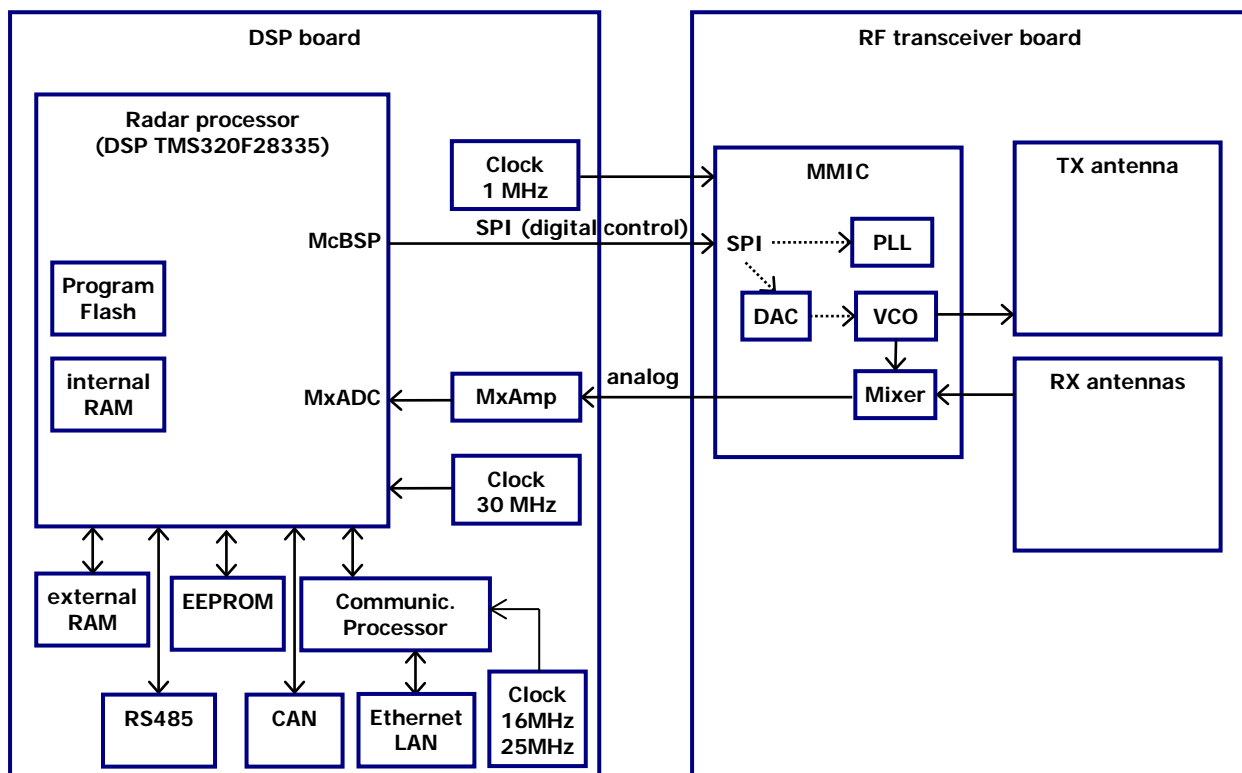 DSP board
RF transceiver board
Radar processor
(DSP TMS320F28335)
Clock
1 MHz
MMIC
TX antenna
McBSP
SPI (digital control)
SPI
PLL
Program
Flash
DAC
VCO
internal
RAM
MxADC
MxAmp
analog
Mixer
RX antennas
Clock
30 MHz
external
RAM
EEPROM
Communic.
Processor
RS485
CAN
Ethernet
LAN
Clock
16MHz
25MHz